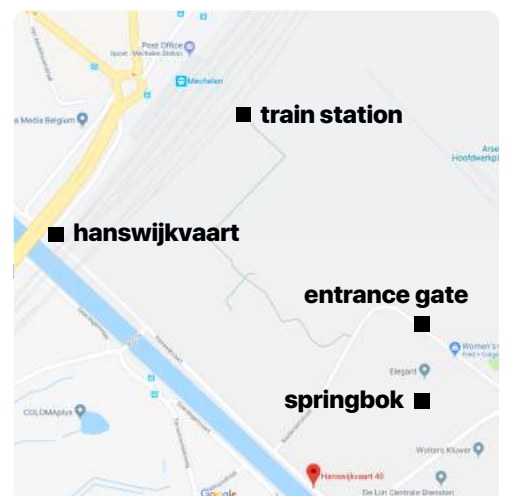 Post Office
Mechelen
train station
a Media Belgium
hanswijkvaart
entrance gate
Women's
Elegant
springbok
COLOMAplus
Wolters Kluwer
Hanswijkvaart 40
De Lijn Centrale Diensten
Google